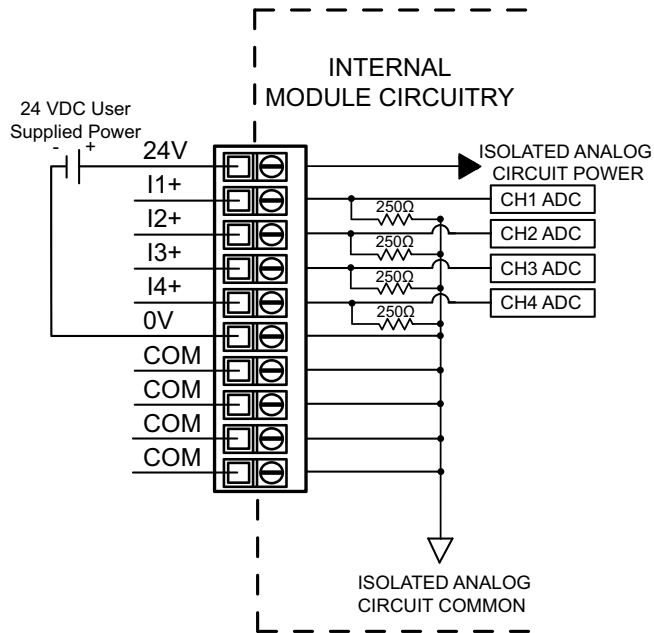 INTERNAL
MODULE CIRCUITRY
24 VDC User
Supplied Power
- +
24V
I1+
I2+
I3+
I4+
0V
COM
COM
COM
COM
ISOLATED ANALOG
CIRCUIT POWER
250Ω
CH1 ADC
250Ω
CH2 ADC
250Ω
CH3 ADC
250Ω
CH4 ADC
ISOLATED ANALOG
CIRCUIT COMMON